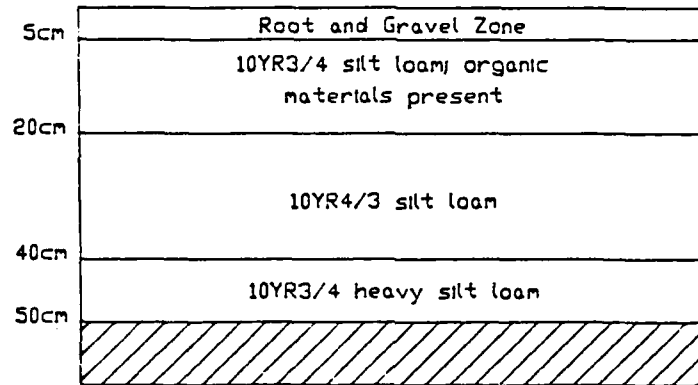 Root and Gravel Zone
5cm
10YR3/4 silt loam; organic
materials present
20cm
10YR4/3 silt loam
40cm
10YR3/4 heavy silt loam
50cm